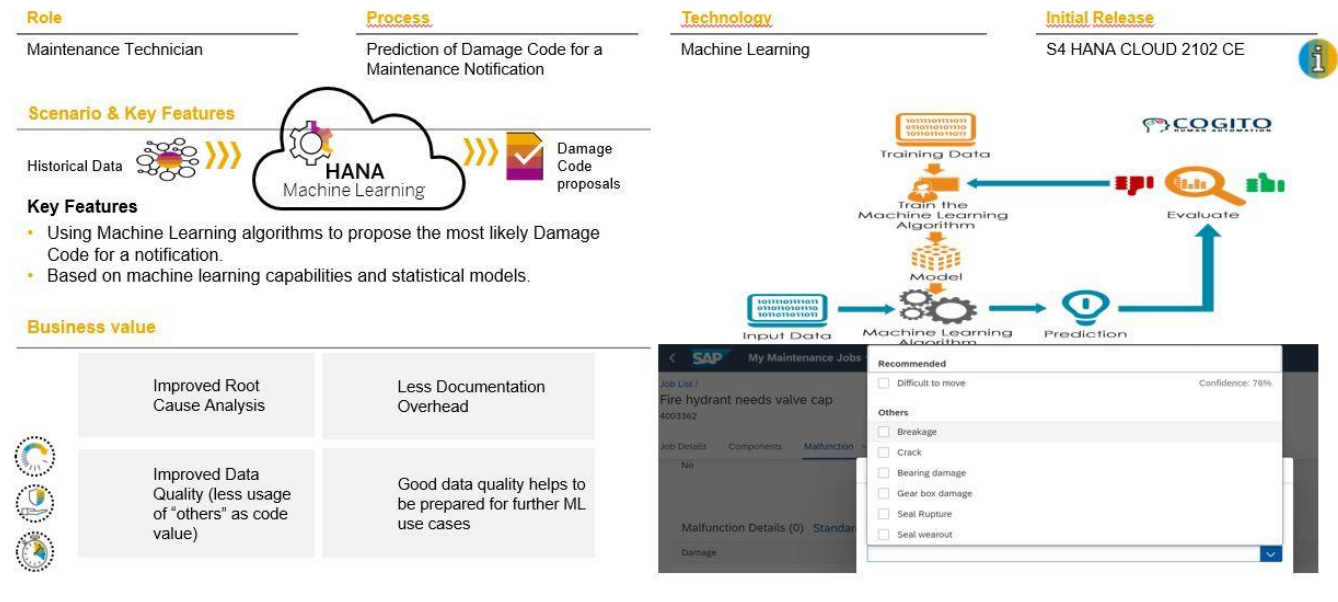 Role
Process
Technology
Initial Release
Maintenance Technician
Prediction of Damage Code for a
Maintenance Notification
Machine Learning
S4 HANA CLOUD 2102 CE
i
Scenario & Key Features
Historical Data
HANA
Machine Learning
Damage
Code
proposals
Key Features
• Using Machine Learning algorithms to propose the most likely Damage
Code for a notification.
• Based on machine learning capabilities and statistical models.
Business value
Improved Root
Cause Analysis
Less Documentation
Overhead
Improved Data
Quality (less usage
of “others” as code
value)
Good data quality helps to
be prepared for further ML
use cases
COGITO
HUMAN AUTOMATION
Training Data
Train the
Machine Learning
Algorithm
Evaluate
Model
Input Data
Machine Learning
Algorithm
Prediction
SAP
My Maintenance Jobs
Job List /
Fire hydrant needs valve cap
4003362
Job Details
Components
Malfunction
No
Malfunction Details (0)
Standar
Damage
Recommended
Difficult to move
Confidence: 76%
Others
Breakage
Crack
Bearing damage
Gear box damage
Seal Rupture
Seal wearout